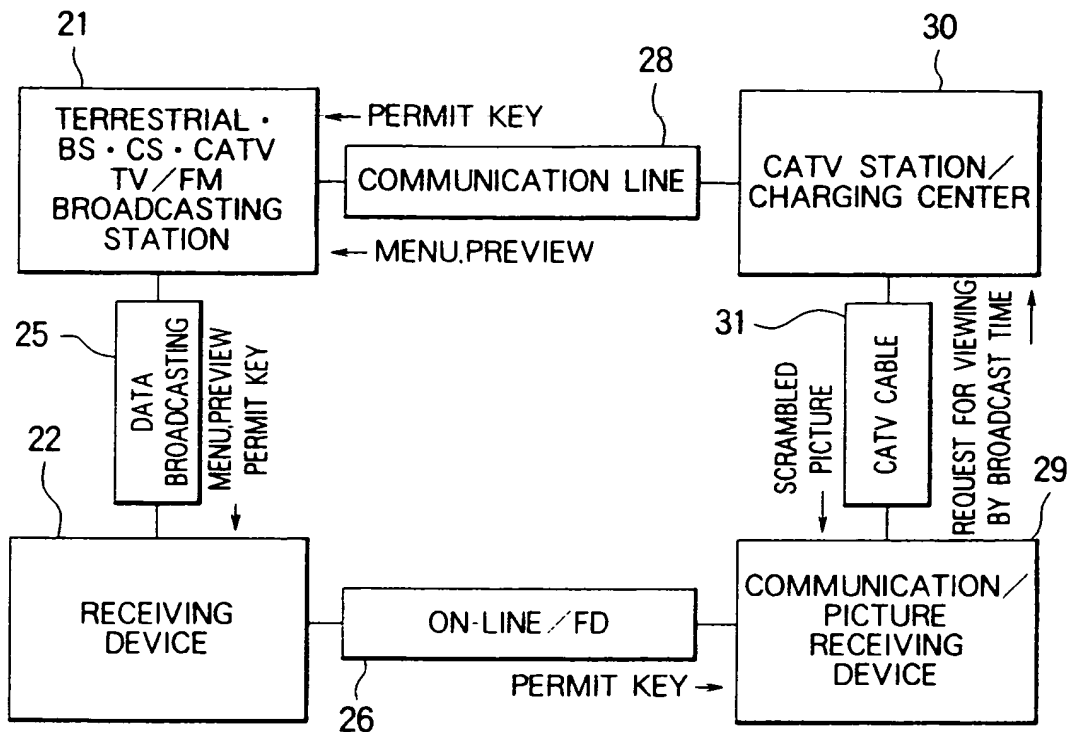 21
28
30
TERRESTRIAL・
BS・CS・CATV
TV/FM
BROADCASTING
STATION
← PERMIT KEY
COMMUNICATION LINE
← MENU.PREVIEW
CATV STATION/
CHARGING CENTER
25
DATA
BROADCASTING
MENU.PREVIEW
PERMIT KEY
31
SCRAMBLED
PICTURE
CATV CABLE
REQUEST FOR VIEWING
BY BROADCAST TIME
22
29
RECEIVING
DEVICE
ON-LINE/FD
26
PERMIT KEY →
COMMUNICATION/
PICTURE
RECEIVING
DEVICE